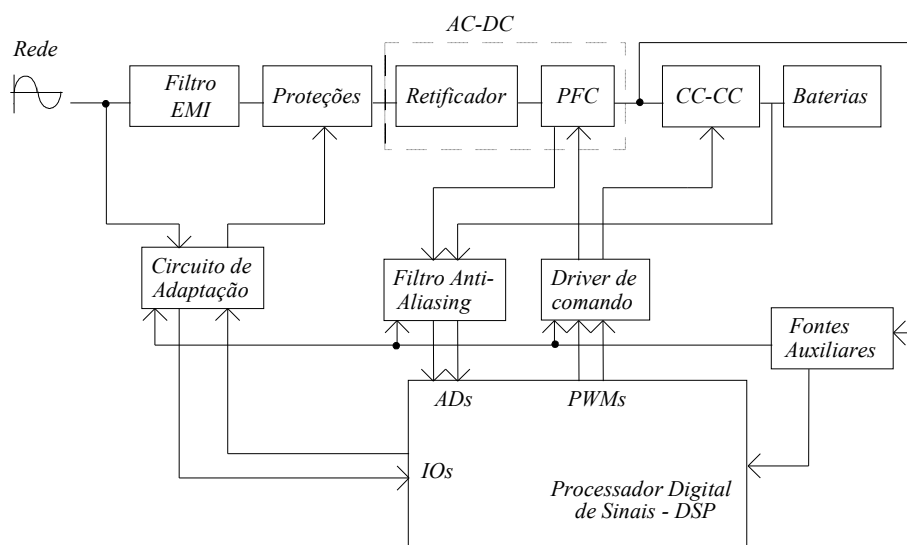 AC-DC
Rede
Filtro
EMI
Proteções
Retificador
PFC
CC-CC
Baterias
Circuito de
Adaptação
Filtro Anti-
Aliasing
Driver de
comando
Fontes
Auxiliares
ADs
PWMs
IOs
Processador Digital
de Sinais - DSP